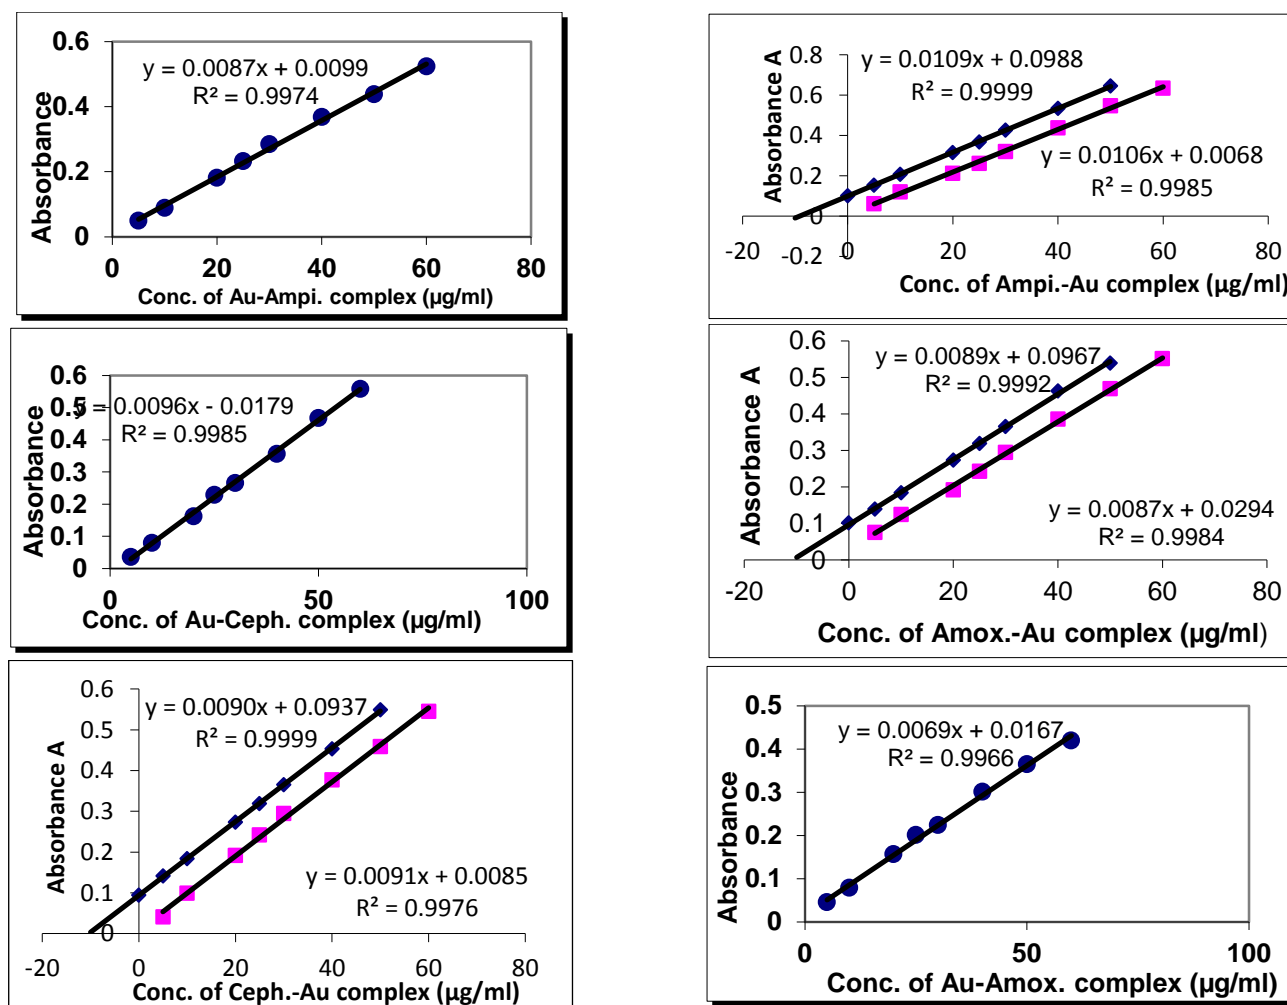 0.6
0.4
0.2
0
Absorbance
y = 0.0087x + 0.0099
R² = 0.9974
0 20 40 60 80
Conc. of Au-Ampi. complex (µg/ml)
0.8
0.6
0.4
0.2
0
-0.2
Absorbance A
y = 0.0109x + 0.0988
R² = 0.9999
y = 0.0106x + 0.0068
R² = 0.9985
-20 0 20 40 60 80
Conc. of Ampi.-Au complex (µg/ml)
0.6
0.5
0.4
0.3
0.2
0.1
0
Absorbance
y = 0.0096x - 0.0179
R² = 0.9985
0 50 100
Conc. of Au-Ceph. complex (µg/ml)
0.6
0.5
0.4
0.3
0.2
0.1
0
Absorbance A
y = 0.0089x + 0.0967
R² = 0.9992
y = 0.0087x + 0.0294
R² = 0.9984
-20 0 20 40 60 80
Conc. of Amox.-Au complex (µg/ml)
0.6
0.5
0.4
0.3
0.2
0.1
0
Absorbance A
y = 0.0090x + 0.0937
R² = 0.9999
y = 0.0091x + 0.0085
R² = 0.9976
-20 0 20 40 60 80
Conc. of Ceph.-Au complex (µg/ml)
0.5
0.4
0.3
0.2
0.1
0
Absorbance
y = 0.0069x + 0.0167
R² = 0.9966
0 50 100
Conc. of Au-Amox. complex (µg/ml)